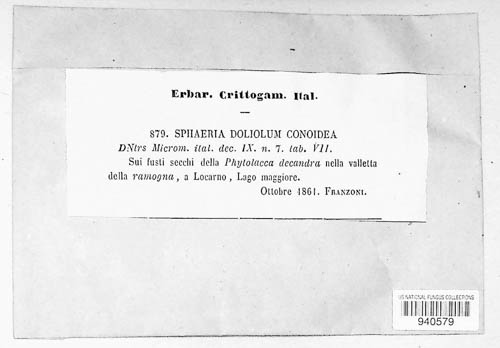 Erbar. Crittogam. Ital.
879. SPHAERIA DOLIOLUM CONOIDEA
DNtrs Microm. ital. dec. IX. n. 7. tab. VII.
Sui fusti secchi della Phytolacca decandra nella valletta
della ramogna, a Locarno, Lago maggiore.
Ottobre 1861. FRANZONI.
US NATIONAL FUNGUS COLLECTIONS
940579